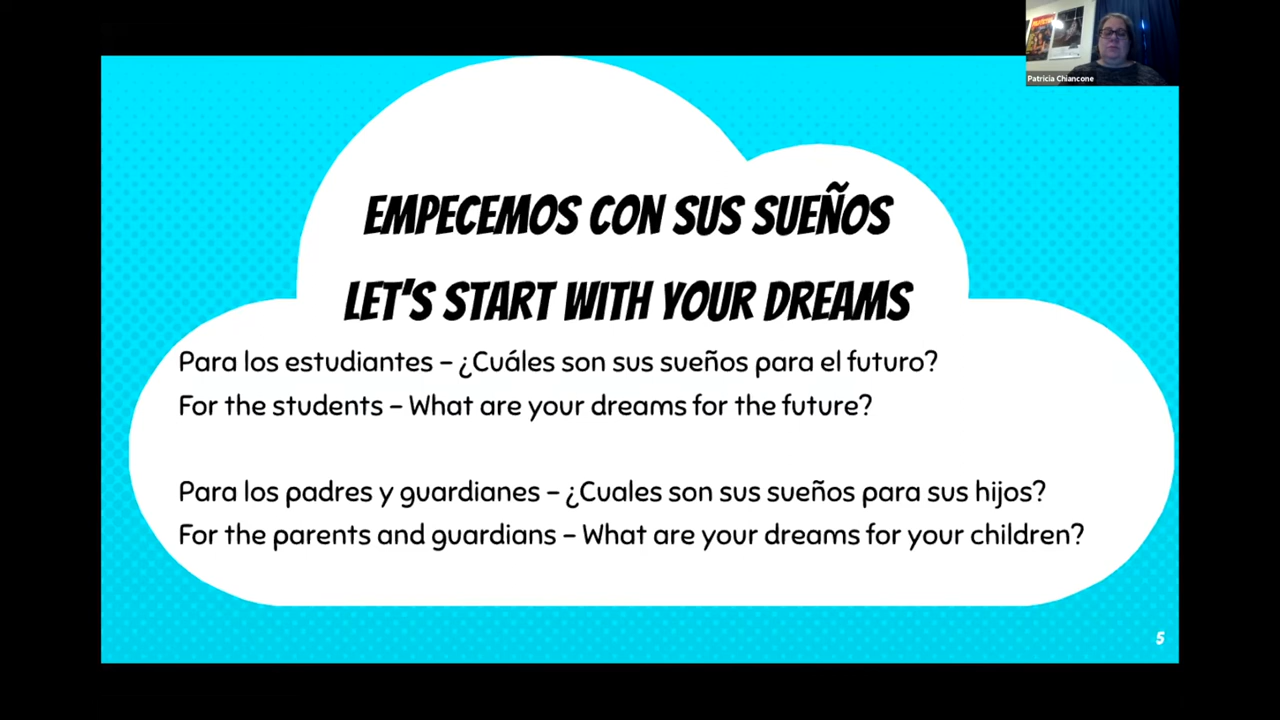 Patricia Chiancone
EMPECEMOS CON SUS SUEÑOS
LET'S START WITH YOUR DREAMS
Para los estudiantes – ¿Cuáles son sus sueños para el futuro?
For the students – What are your dreams for the future?
Para los padres y guardianes – ¿Cuales son sus sueños para sus hijos?
For the parents and guardians – What are your dreams for your children?
5